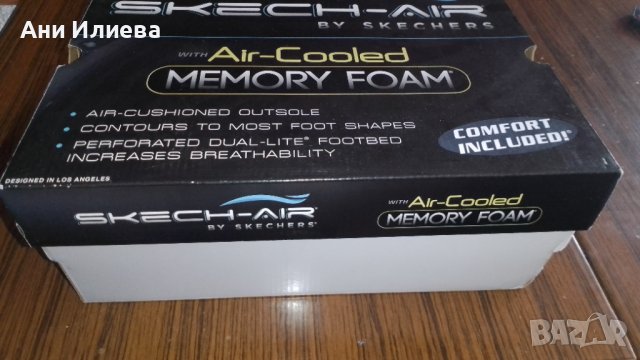 Ани Илиева
SKECH-AIR
BY SKECHERS
WITH Air-Cooled
MEMORY FOAM
• AIR-CUSHIONED OUTSOLE
• CONTOURS TO MOST FOOT SHAPES
• PERFORATED DUAL-LITE® FOOTBED
INCREASES BREATHABILITY
COMFORT
INCLUDED!
DESIGNED IN LOS ANGELES
SKECH-AIR
BY SKECHERS
WITH Air-Cooled
MEMORY FOAM
BAZAR